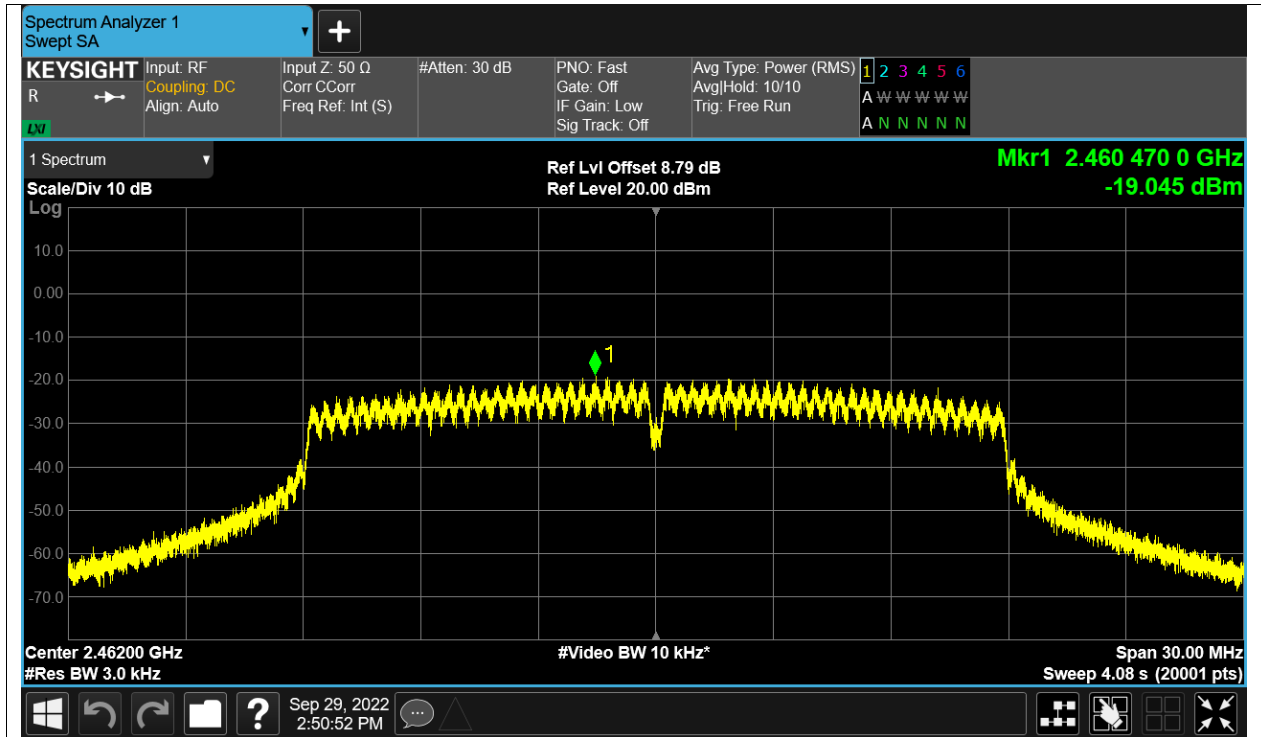 Spectrum Analyzer 1
Swept SA
+
KEYSIGHT
R
LXI
Input: RF
Coupling: DC
Align: Auto
Input Z: 50 Ω
Corr CCorr
Freq Ref: Int (S)
#Atten: 30 dB
PNO: Fast
Gate: Off
IF Gain: Low
Sig Track: Off
Avg Type: Power (RMS)
Avg|Hold: 10/10
Trig: Free Run
1 2 3 4 5 6
A W W W W W
A N N N N N
1 Spectrum
Scale/Div 10 dB
Log
Ref Lvl Offset 8.79 dB
Ref Level 20.00 dBm
Mkr1 2.460 470 0 GHz
-19.045 dBm
10.0
0.00
-10.0
1
-20.0
-30.0
-40.0
-50.0
-60.0
-70.0
Center 2.46200 GHz
#Video BW 10 kHz*
Span 30.00 MHz
#Res BW 3.0 kHz
Sweep 4.08 s (20001 pts)
?
Sep 29, 2022
2:50:52 PM